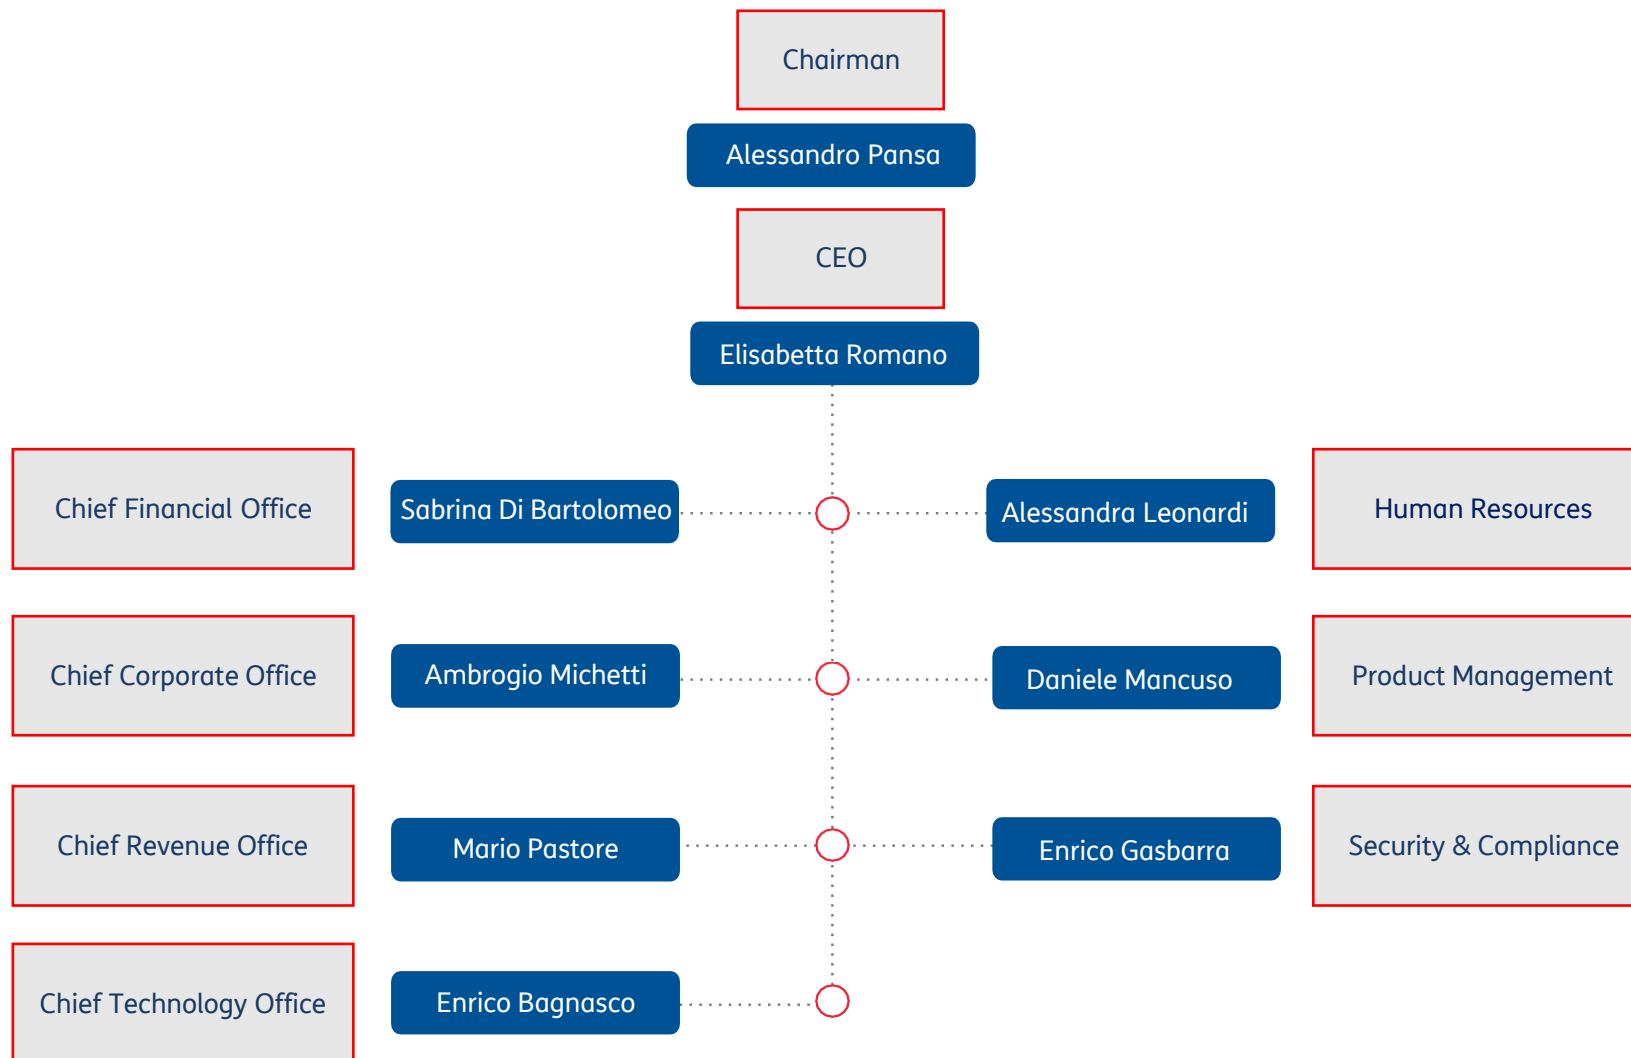 Chairman
Alessandro Pansa
CEO
Elisabetta Romano
Chief Financial Office
Sabrina Di Bartolomeo
Alessandra Leonardi
Human Resources
Chief Corporate Office
Ambrogio Michetti
Daniele Mancuso
Product Management
Chief Revenue Office
Mario Pastore
Enrico Gasbarra
Security & Compliance
Chief Technology Office
Enrico Bagnasco